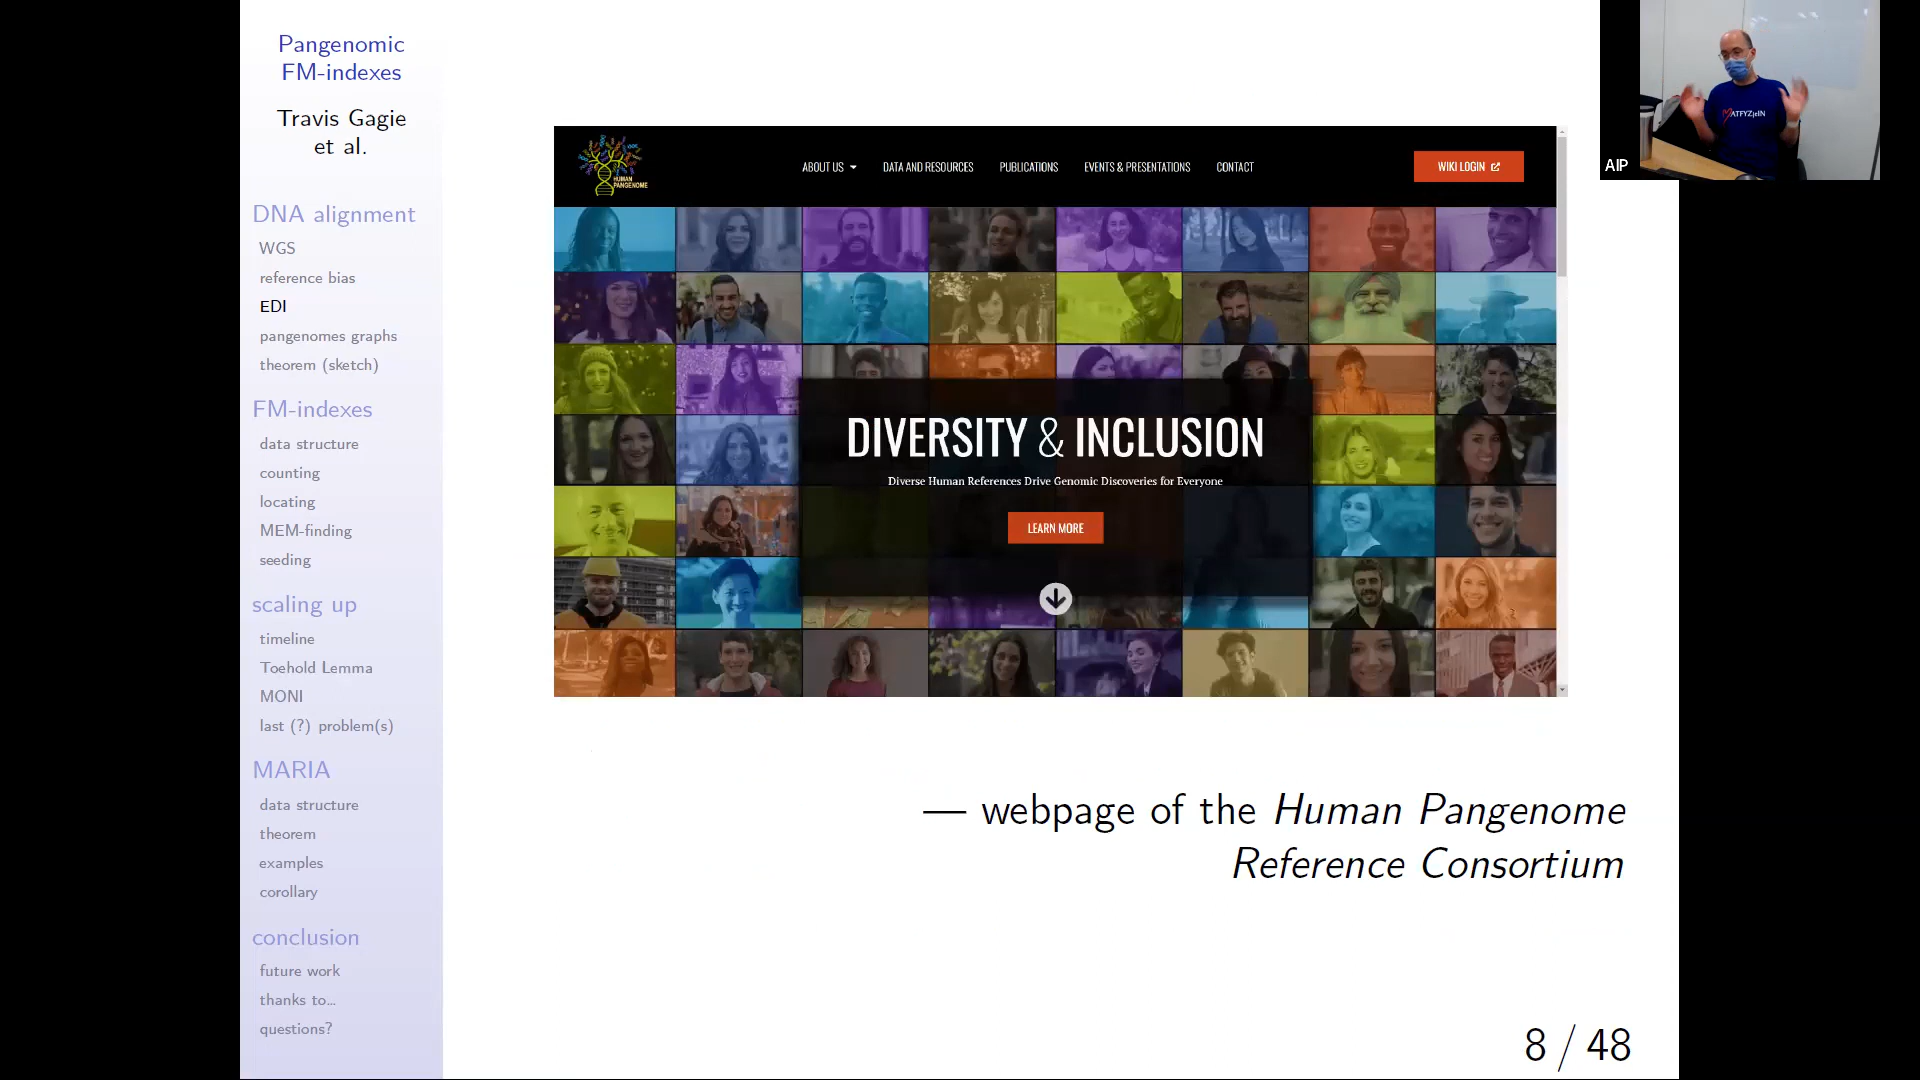 Pangenomic
FM-indexes
Travis Gagie
et al.
DNA alignment
WGS
reference bias
EDI
pangenomes graphs
theorem (sketch)
FM-indexes
data structure
counting
locating
MEM-finding
seeding
scaling up
timeline
Toehold Lemma
MONI
last (?) problem(s)
MARIA
data structure
theorem
examples
corollary
conclusion
future work
thanks to...
questions?
HUMAN
PANGENOME
ABOUT US
DATA AND RESOURCES
PUBLICATIONS
EVENTS & PRESENTATIONS
CONTACT
WIKI LOGIN
DIVERSITY & INCLUSION
Diverse Human References Drive Genomic Discoveries for Everyone
LEARN MORE
— webpage of the Human Pangenome
Reference Consortium
8 / 48
AIP